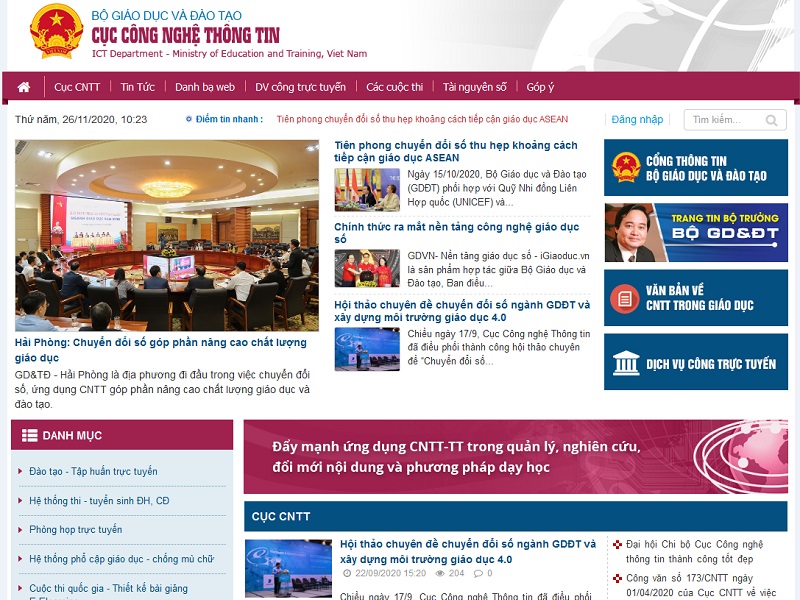 BỘ GIÁO DỤC VÀ ĐÀO TẠO
CỤC CÔNG NGHỆ THÔNG TIN
ICT Department - Ministry of Education and Training, Viet Nam
Cục CNTT
Tin Tức
Danh bạ web
DV công trực tuyến
Các cuộc thi
Tài nguyên số
Góp ý
Thứ năm, 26/11/2020, 10:23
Điểm tin nhanh :
Tiên phong chuyển đổi số thu hẹp khoảng cách tiếp cận giáo dục ASEAN
Đăng nhập
Tìm kiếm...
Hải Phòng: Chuyển đổi số góp phần nâng cao chất lượng
giáo dục
GD&TĐ - Hải Phòng là địa phương đi đầu trong việc chuyển đổi
số, ứng dụng CNTT góp phần nâng cao chất lượng giáo dục và
đào tạo.
Tiên phong chuyển đổi số thu hẹp khoảng cách
tiếp cận giáo dục ASEAN
Ngày 15/10/2020, Bộ Giáo dục và Đào tạo
(GDĐT) phối hợp với Quỹ Nhi đồng Liên
Hợp quốc (UNICEF) và...
Chính thức ra mắt nền tảng công nghệ giáo dục
số
GDVN- Nền tảng giáo dục số - iGiaoduc.vn
là sản phẩm hợp tác giữa Bộ Giáo dục và
Đào tạo, Ban điều...
Hội thảo chuyên đề chuyển đổi số ngành GDĐT và
xây dựng môi trường giáo dục 4.0
Chiều ngày 17/9, Cục Công nghệ Thông tin
đã điều phối thành công hội thảo chuyên
đề "Chuyển đổi số...
CỔNG THÔNG TIN
BỘ GIÁO DỤC VÀ ĐÀO TẠO
TRANG TIN BỘ TRƯỞNG
BỘ GD&ĐT
VĂN BẢN VỀ
CNTT TRONG GIÁO DỤC
DỊCH VỤ CÔNG TRỰC TUYẾN
DANH MỤC
Đào tạo - Tập huấn trực tuyến
Hệ thống thi - tuyển sinh ĐH, CĐ
Phòng họp trực tuyến
Hệ thống phổ cập giáo dục - chống mù chữ
Cuộc thi quốc gia - Thiết kế bài giảng
Đẩy mạnh ứng dụng CNTT-TT trong quản lý, nghiên cứu,
đổi mới nội dung và phương pháp dạy học
CỤC CNTT
Hội thảo chuyên đề chuyển đổi số ngành GDĐT và
xây dựng môi trường giáo dục 4.0
22/09/2020 15:20 204 0
Chiều ngày 17/9, Cục Công nghệ Thông tin đã điều phối
Đại hội Chi bộ Cục Công nghệ
thông tin thành công tốt đẹp
Công văn số 173/CNTT ngày
01/04/2020 của Cục CNTT về việc